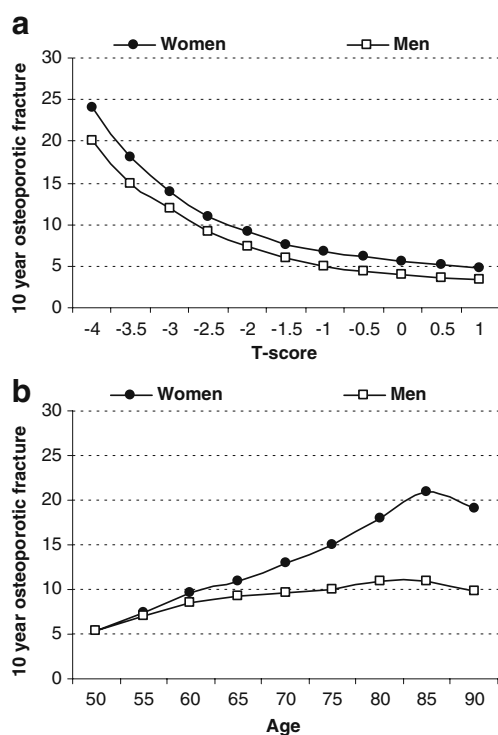 a
Women Men
10 year osteoporotic fracture
30
25
20
15
10
5
0
-4 -3.5 -3 -2.5 -2 -1.5 -1 -0.5 0 0.5 1
T-score
b
Women Men
10 year osteoporotic fracture
30
25
20
15
10
5
0
50 55 60 65 70 75 80 85 90
Age